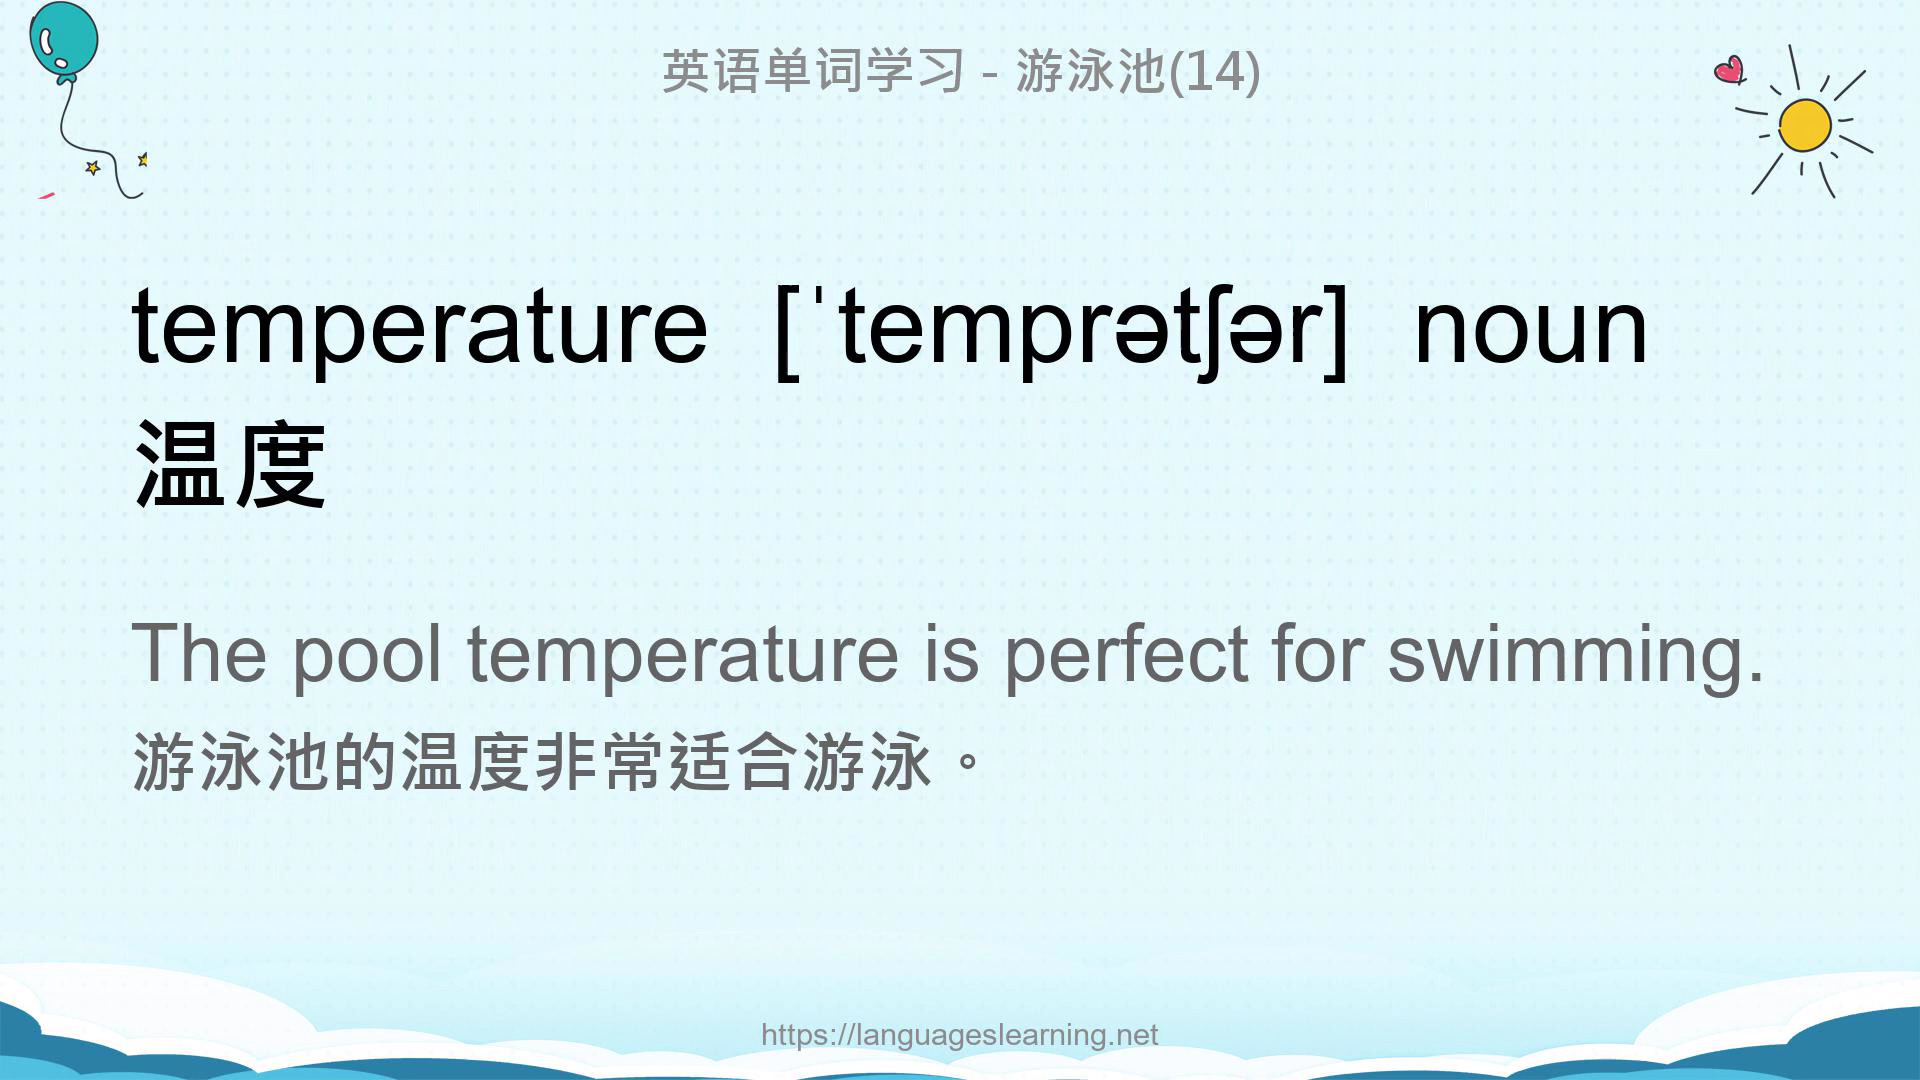 英语单词学习 - 游泳池(14)
temperature [ˈtemprətʃər] noun
温度
The pool temperature is perfect for swimming.
游泳池的温度非常适合游泳。
https://languageslearning.net